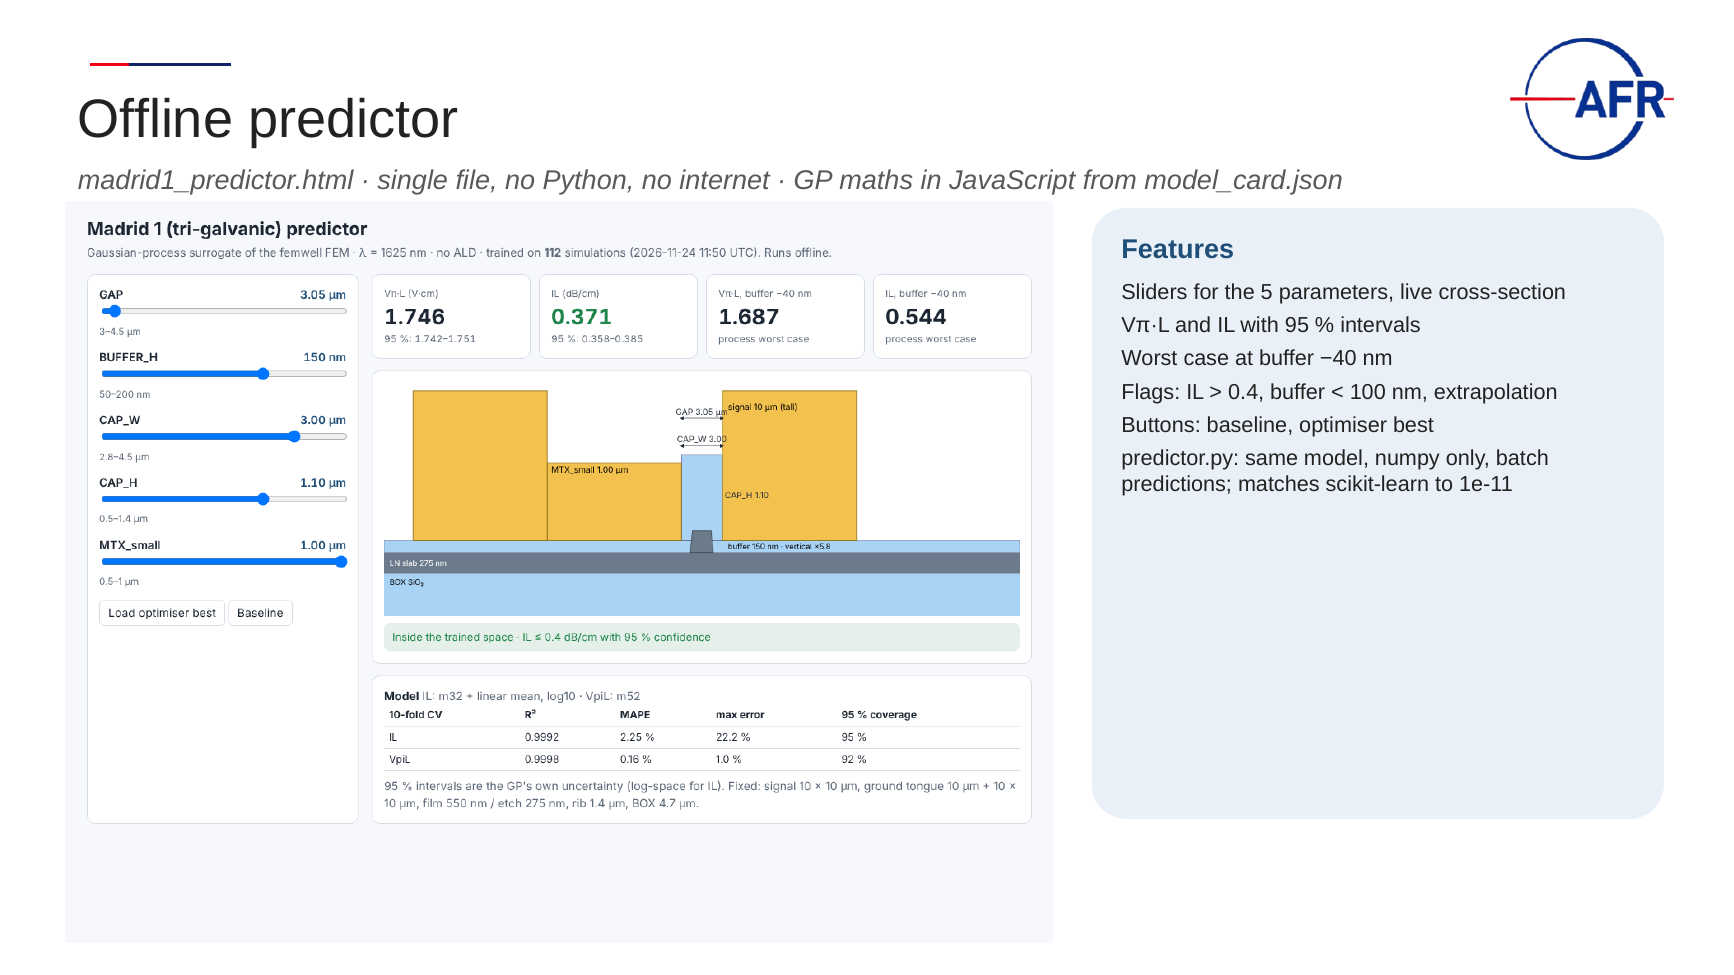 AFR
Offline predictor
madrid1_predictor.html · single file, no Python, no internet · GP maths in JavaScript from model_card.json
Madrid 1 (tri-galvanic) predictor
Gaussian-process surrogate of the femwell FEM · λ = 1625 nm · no ALD · trained on 112 simulations (2026-11-24 11:50 UTC). Runs offline.
GAP 3.05 µm
3–4.5 µm
BUFFER_H 150 nm
50–200 nm
CAP_W 3.00 µm
2.8–4.5 µm
CAP_H 1.10 µm
0.5–1.4 µm
MTX_small 1.00 µm
0.5–1 µm
Load optimiser best Baseline
Vπ·L (V·cm)
1.746
95 %: 1.742–1.751
IL (dB/cm)
0.371
95 %: 0.358–0.385
Vπ·L, buffer −40 nm
1.687
process worst case
IL, buffer −40 nm
0.544
process worst case
signal 10 µm (tall)
GAP 3.05 µm
CAP_W 3.00
MTX_small 1.00 µm
CAP_H 1.10
buffer 150 nm · vertical ×5.8
LN slab 275 nm
BOX SiO₂
Inside the trained space · IL ≤ 0.4 dB/cm with 95 % confidence
Model IL: m32 + linear mean, log10 · VpiL: m52
10-fold CV R² MAPE max error 95 % coverage
IL 0.9992 2.25 % 22.2 % 95 %
VpiL 0.9998 0.16 % 1.0 % 92 %
95 % intervals are the GP's own uncertainty (log-space for IL). Fixed: signal 10 × 10 µm, ground tongue 10 µm + 10 ×
10 µm, film 550 nm / etch 275 nm, rib 1.4 µm, BOX 4.7 µm.
Features
Sliders for the 5 parameters, live cross-section
Vπ·L and IL with 95 % intervals
Worst case at buffer −40 nm
Flags: IL > 0.4, buffer < 100 nm, extrapolation
Buttons: baseline, optimiser best
predictor.py: same model, numpy only, batch
predictions; matches scikit-learn to 1e-11